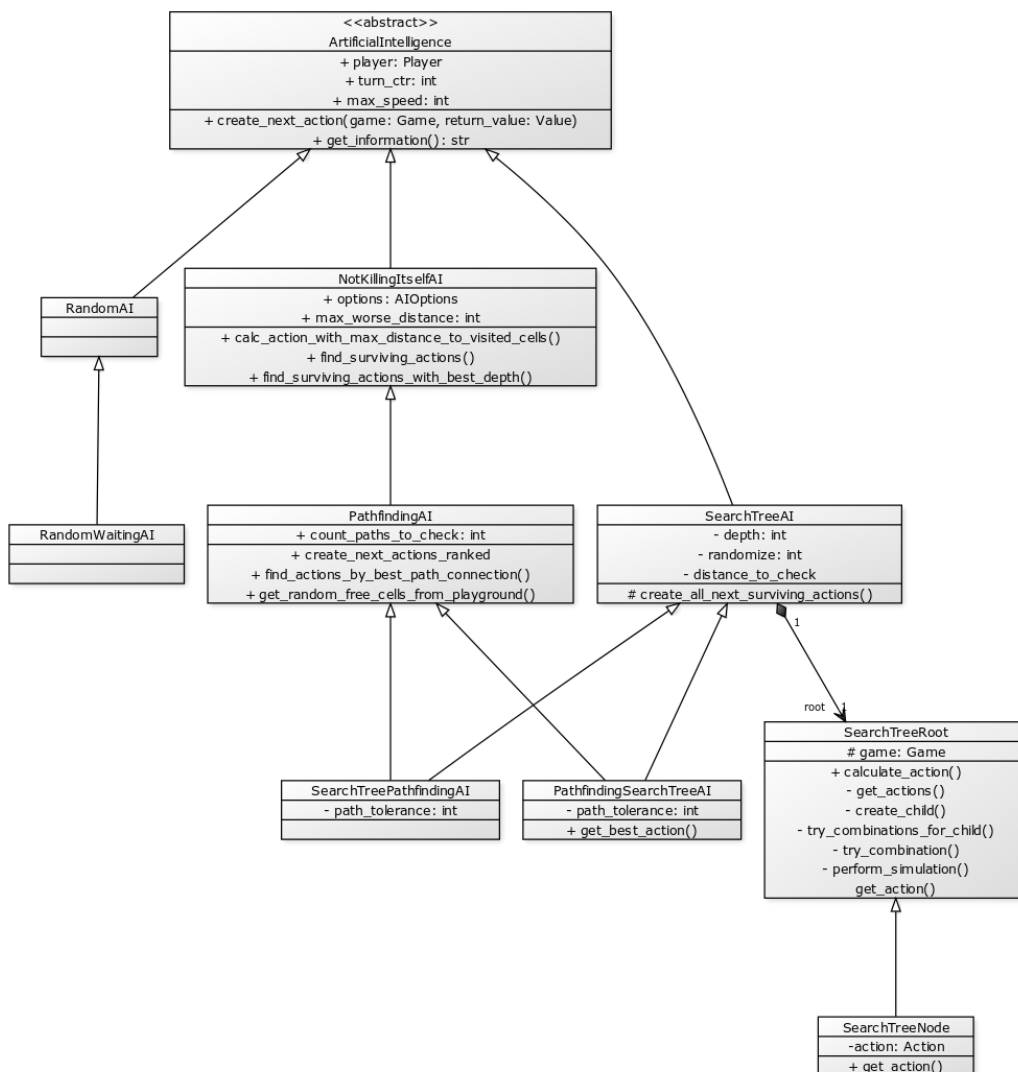 <<abstract>>
ArtificialIntelligence
+ player: Player
+ turn_ctr: int
+ max_speed: int
+ create_next_action(game: Game, return_value: Value)
+ get_information(): str
NotKillingItselfAI
+ options: AIOptions
+ max_worse_distance: int
+ calc_action_with_max_distance_to_visited_cells()
+ find_surviving_actions()
+ find_surviving_actions_with_best_depth()
RandomAI
RandomWaitingAI
PathfindingAI
+ count_paths_to_check: int
+ create_next_actions_ranked
+ find_actions_by_best_path_connection()
+ get_random_free_cells_from_playground()
SearchTreeAI
- depth: int
- randomize: int
- distance_to_check
# create_all_next_surviving_actions()
1
root
1
SearchTreeRoot
# game: Game
+ calculate_action()
- get_actions()
- create_child()
- try_combinations_for_child()
- try_combination()
- perform_simulation()
get_action()
SearchTreePathfindingAI
- path_tolerance: int
PathfindingSearchTreeAI
- path_tolerance: int
+ get_best_action()
SearchTreeNode
-action: Action
+ get_action()